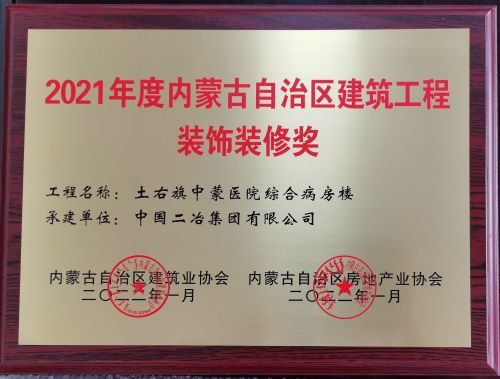 2021年度内蒙古自治区建筑工程
装饰装修奖
工程名称：土右旗中蒙医院综合病房楼
承建单位：中国二冶集团有限公司
内蒙古自治区建筑业协会 内蒙古自治区房地产业协会
二〇二二年一月 二〇二二年一月